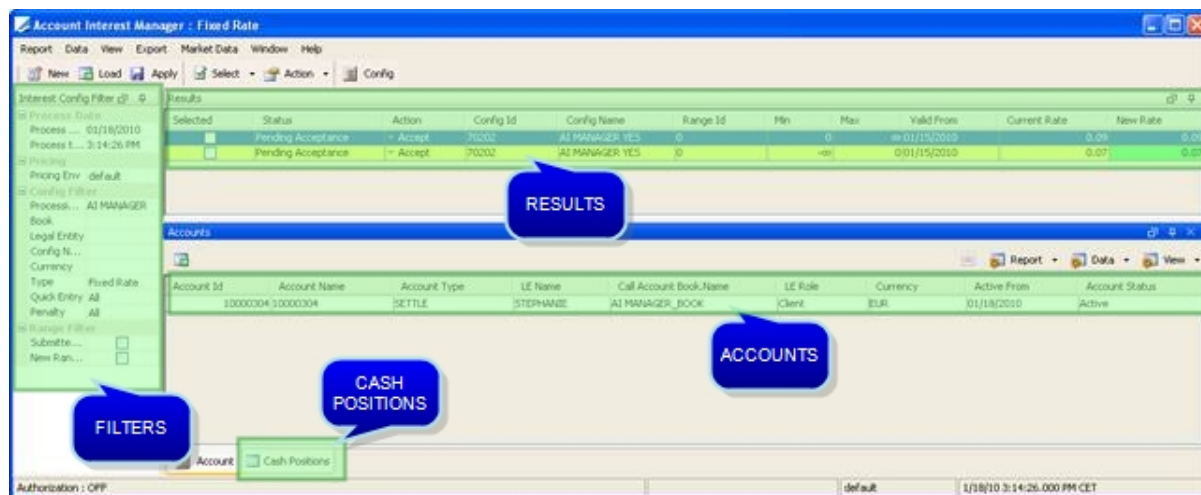 Account Interest Manager : Fixed Rate
Report Data View Export Market Data Window Help
New Load Apply Select Action Config
Interest Config Filter
Process Date
Process ... 01/18/2010
Process t... 3:14:26 PM
Pricing
Pricing Env default
Config Filter
Processi... AI MANAGER
Book
Legal Entity
Config N...
Currency
Type Fixed Rate
Quick Entry All
Penalty All
Range Filter
Submitte...
New Ran...
FILTERS
Results
Selected Status Action Config Id Config Name Range Id Min Max Valid From Current Rate New Rate
Pending Acceptance Accept 70202 AI MANAGER YES 0 0 ∞ 01/15/2010 0.09
Pending Acceptance Accept 70202 AI MANAGER YES 0 -∞ 0 01/15/2010 0.07
RESULTS
Accounts
Report Data View
Account Id Account Name Account Type LE Name Call Account Book.Name LE Role Currency Active From Account Status
10000304 10000304 SETTLE STEPHANIE AI MANAGER_BOOK Client EUR 01/18/2010 Active
ACCOUNTS
CASH
POSITIONS
Account Cash Positions
Authorization : OFF default 1/18/10 3:14:26.000 PM CET